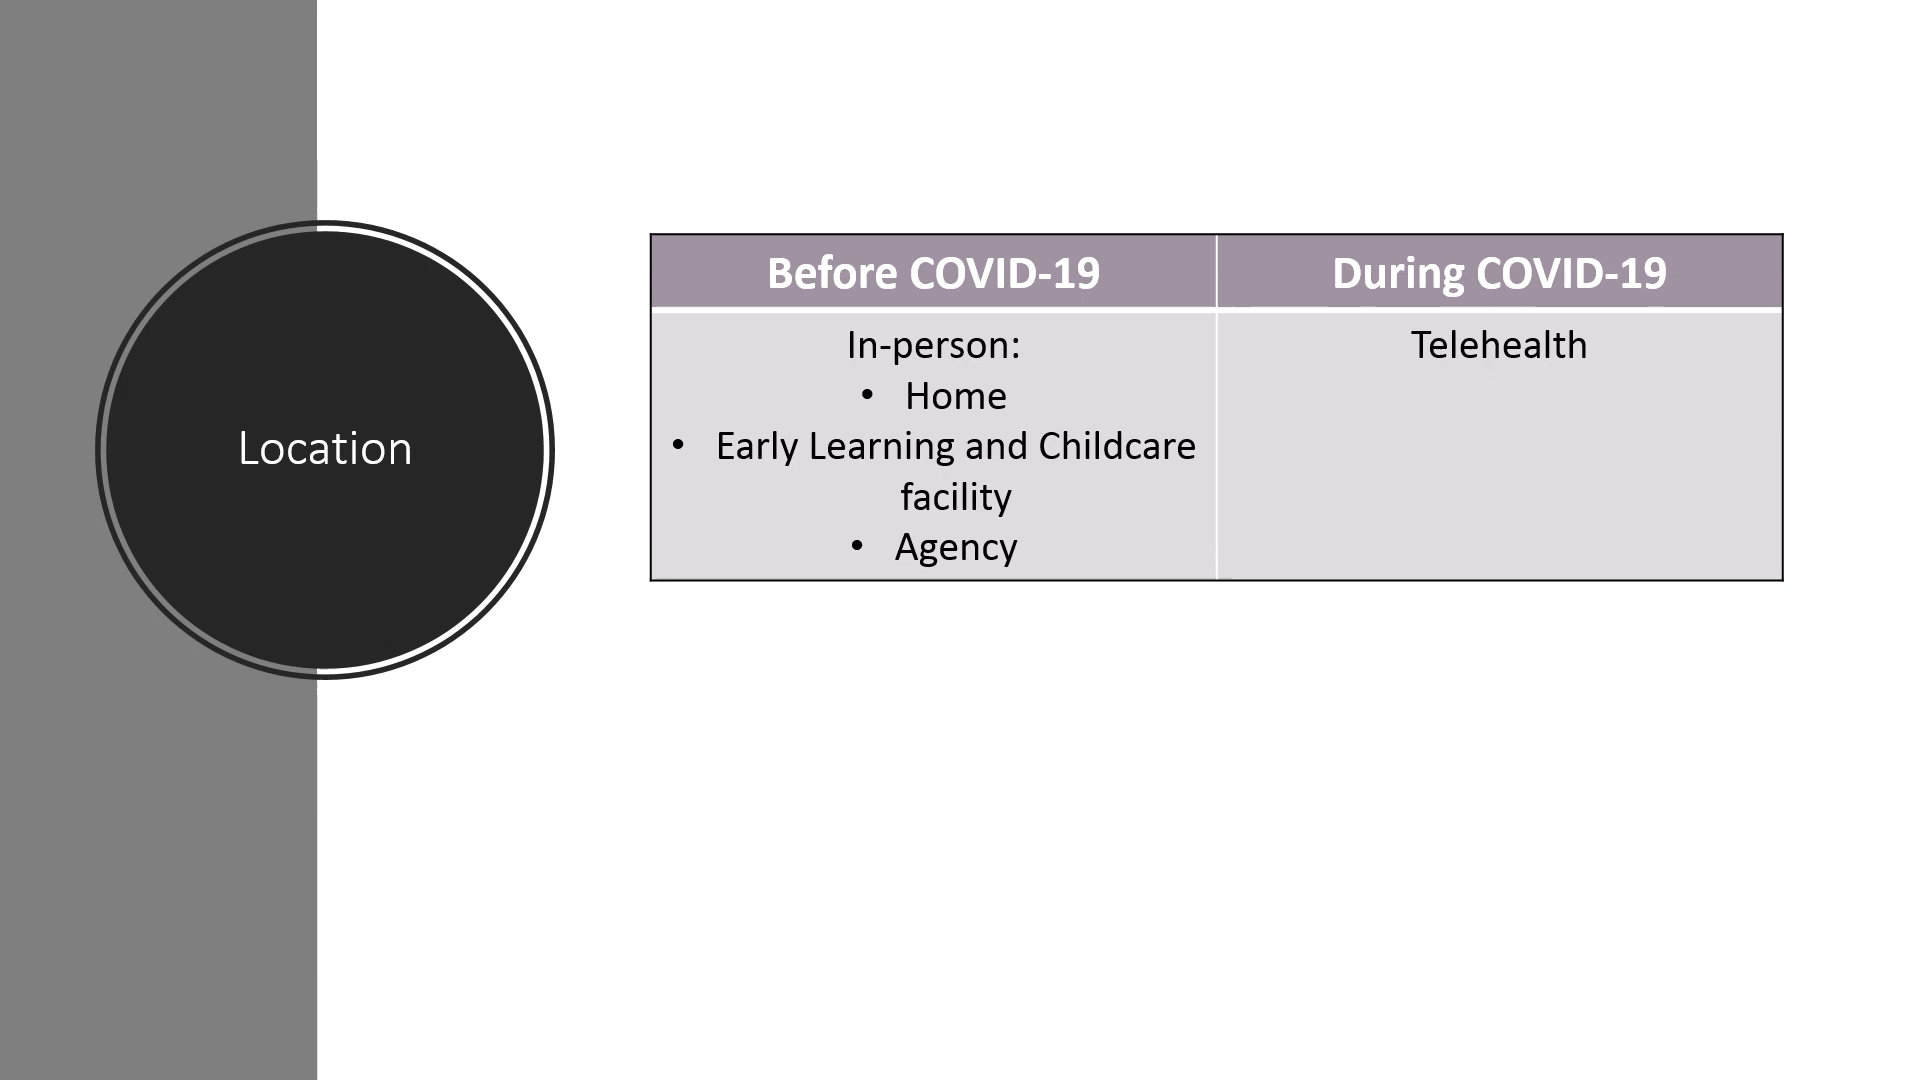 Location
Before COVID-19
During COVID-19
In-person:
• Home
• Early Learning and Childcare
facility
• Agency
Telehealth